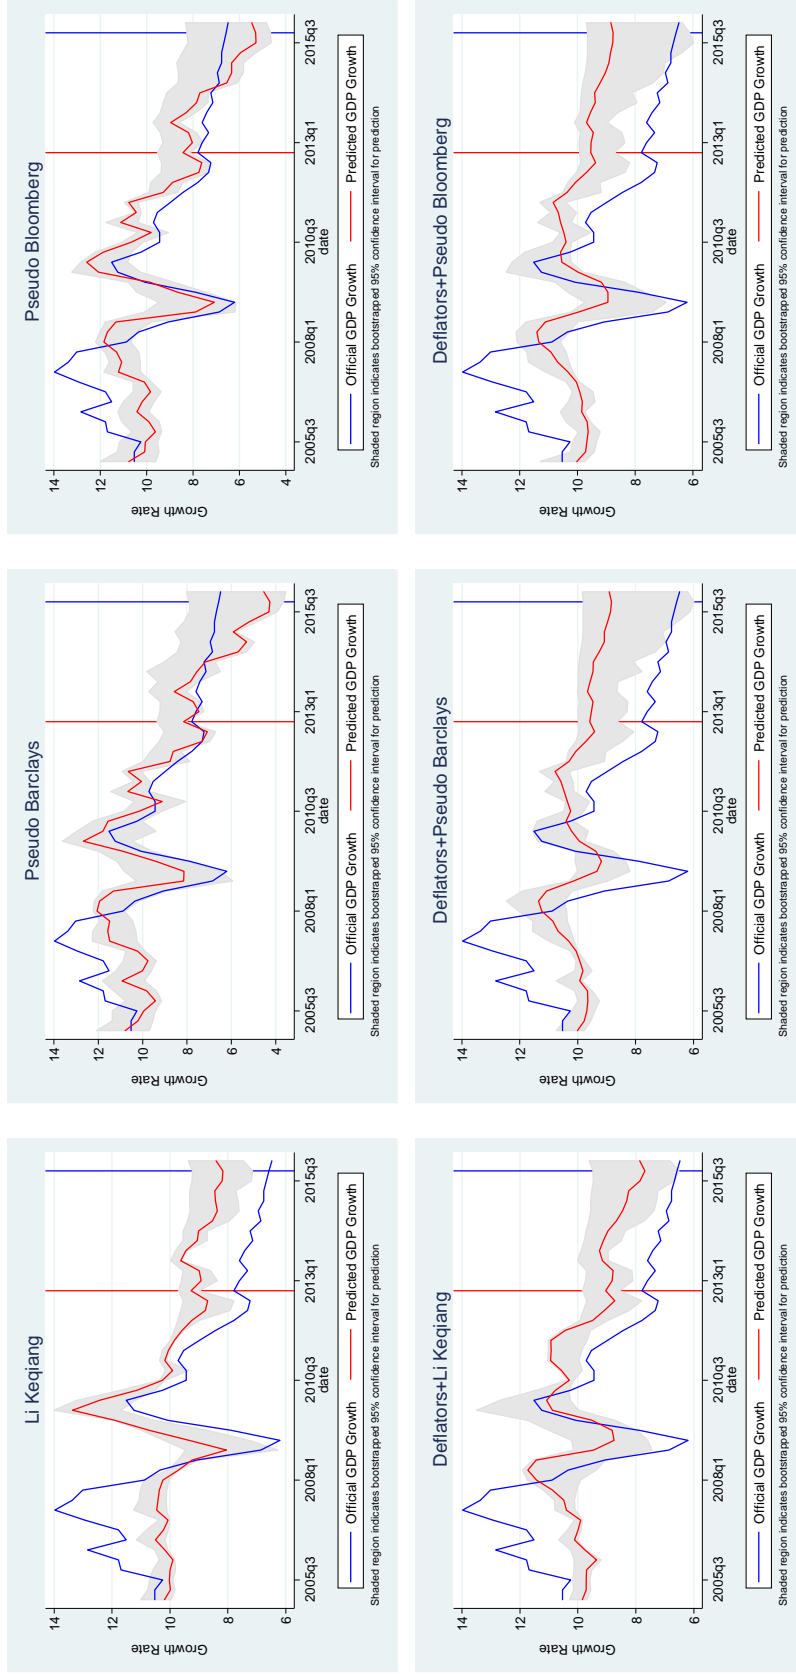 Li Keqiang
14
12
10
8
6
Growth Rate
2005q3 2008q1 2010q3 2013q1 2015q3
date
Official GDP Growth Predicted GDP Growth
Shaded region indicates bootstrapped 95% confidence interval for prediction
Pseudo Barclays
14
12
10
8
6
4
Growth Rate
2005q3 2008q1 2010q3 2013q1 2015q3
date
Official GDP Growth Predicted GDP Growth
Shaded region indicates bootstrapped 95% confidence interval for prediction
Pseudo Bloomberg
14
12
10
8
6
4
Growth Rate
2005q3 2008q1 2010q3 2013q1 2015q3
date
Official GDP Growth Predicted GDP Growth
Shaded region indicates bootstrapped 95% confidence interval for prediction
Deflators+Li Keqiang
14
12
10
8
6
Growth Rate
2005q3 2008q1 2010q3 2013q1 2015q3
date
Official GDP Growth Predicted GDP Growth
Shaded region indicates bootstrapped 95% confidence interval for prediction
Deflators+Pseudo Barclays
14
12
10
8
6
Growth Rate
2005q3 2008q1 2010q3 2013q1 2015q3
date
Official GDP Growth Predicted GDP Growth
Shaded region indicates bootstrapped 95% confidence interval for prediction
Deflators+Pseudo Bloomberg
14
12
10
8
6
Growth Rate
2005q3 2008q1 2010q3 2013q1 2015q3
date
Official GDP Growth Predicted GDP Growth
Shaded region indicates bootstrapped 95% confidence interval for prediction